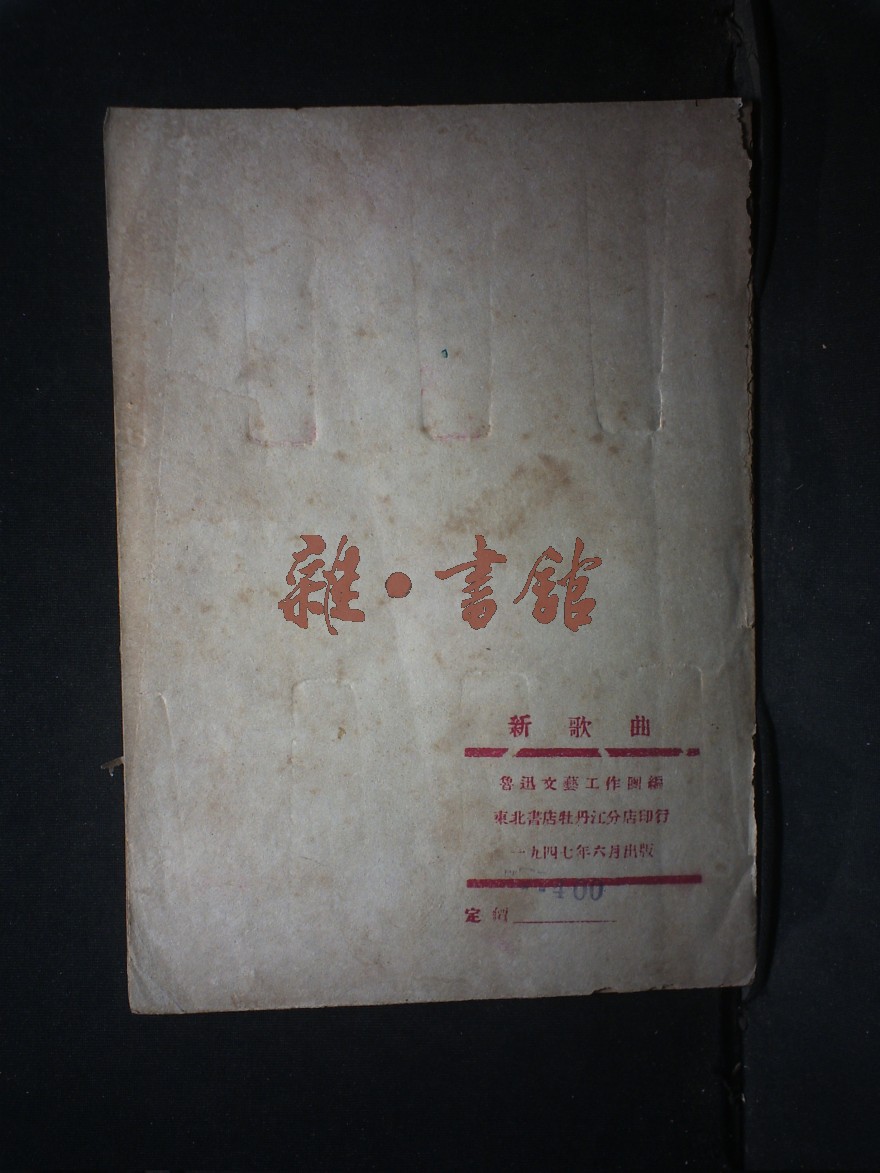 雜·書舘
新歌曲
魯迅文藝工作團編
東北書店牡丹江分店印行
一九四七年六月出版
400
定價